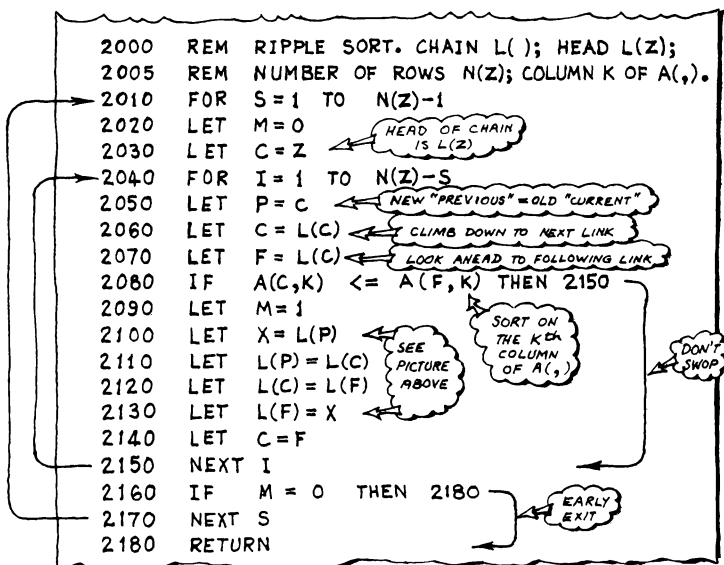 2000 REM RIPPLE SORT. CHAIN L( ); HEAD L(Z);
2005 REM NUMBER OF ROWS N(Z); COLUMN K OF A(,).
2010 FOR S = 1 TO N(Z)-1
2020 LET M=0
HEAD OF CHAIN
IS L(Z)
2030 LET C=Z
2040 FOR I = 1 TO N(Z)-S
2050 LET P = C
NEW "PREVIOUS" = OLD "CURRENT"
2060 LET C = L(C)
CLIMB DOWN TO NEXT LINK
2070 LET F = L(C)
LOOK AHEAD TO FOLLOWING LINK
2080 IF A(C,K) <= A(F,K) THEN 2150
2090 LET M=1
2100 LET X = L(P)
2110 LET L(P) = L(C)
2120 LET L(C) = L(F)
2130 LET L(F) = X
SEE
PICTURE
ABOVE
SORT ON
THE Kth
COLUMN
OF A(,)
DON'T
SWOP
2140 LET C=F
2150 NEXT I
2160 IF M = 0 THEN 2180
EARLY
EXIT
2170 NEXT S
2180 RETURN